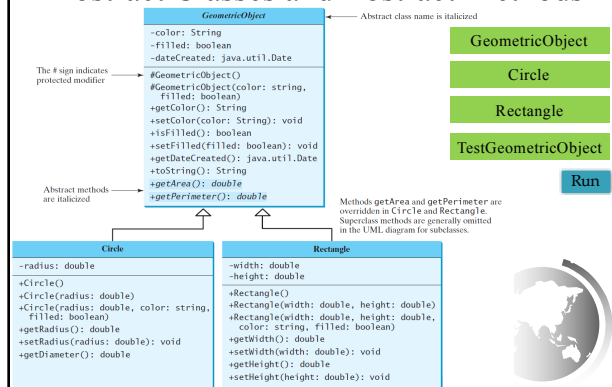 Abstract Classes and Abstract Methods
GeometricObject
Abstract class name is italicized
-color: String
-filled: boolean
-dateCreated: java.util.Date
The # sign indicates
protected modifier
#GeometricObject()
#GeometricObject(color: string,
filled: boolean)
+getColor(): String
+setColor(color: String): void
+isFilled(): boolean
+setFilled(filled: boolean): void
+getDateCreated(): java.util.Date
+toString(): String
+getArea(): double
+getPerimeter(): double
Abstract methods
are italicized
GeometricObject
Circle
Rectangle
TestGeometricObject
Run
Methods getArea and getPerimeter are
overridden in Circle and Rectangle.
Superclass methods are generally omitted
in the UML diagram for subclasses.
Circle
-radius: double
+Circle()
+Circle(radius: double)
+Circle(radius: double, color: string,
filled: boolean)
+getRadius(): double
+setRadius(radius: double): void
+getDiameter(): double
Rectangle
-width: double
-height: double
+Rectangle()
+Rectangle(width: double, height: double)
+Rectangle(width: double, height: double,
color: string, filled: boolean)
+getWidth(): double
+setWidth(width: double): void
+getHeight(): double
+setHeight(height: double): void